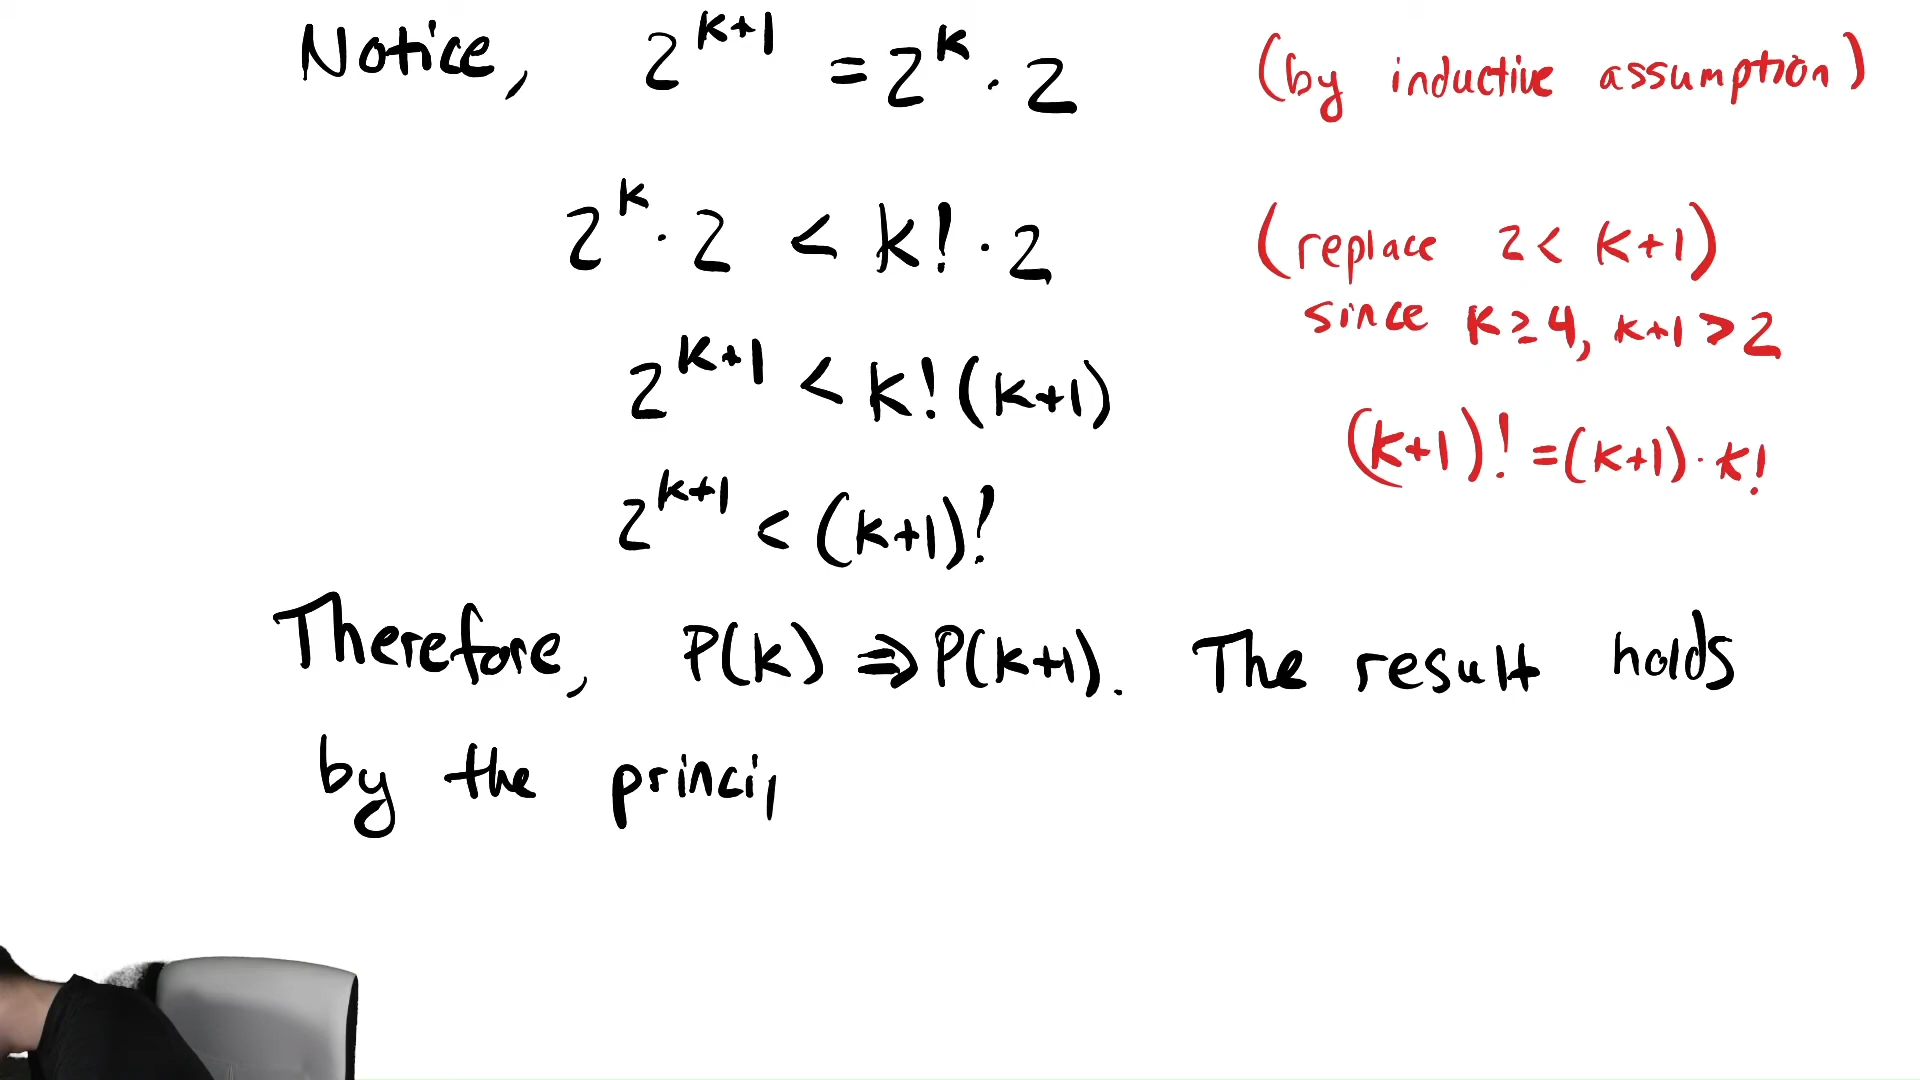 Notice, 2^{k+1} = 2^k · 2 (by inductive assumption)
2^k · 2 < k! · 2 (replace 2 < k+1)
since k ≥ 4, k+1 > 2
2^{k+1} < k! (k+1)
(k+1)! = (k+1) · k!
2^{k+1} < (k+1)!
Therefore, P(k) ⇒ P(k+1). The result holds
by the princi